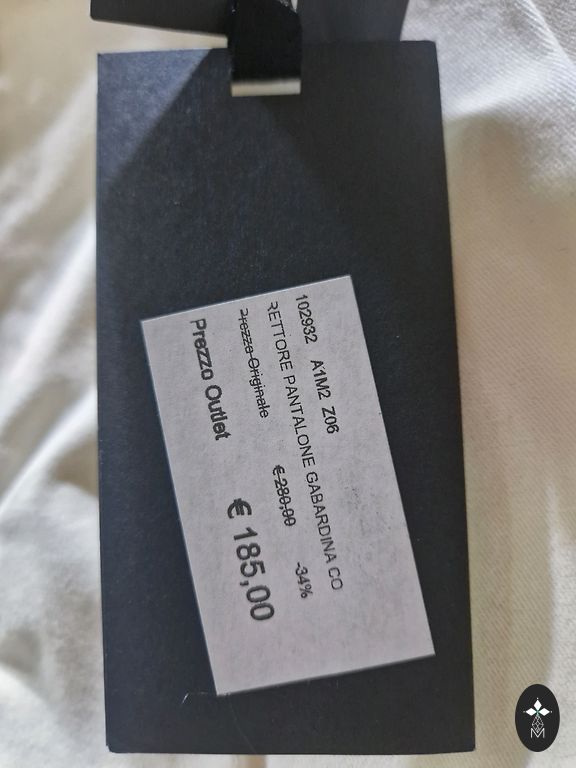 102932 A1M2 Z06
RETTORE PANTALONE GABARDINA CO
Prezzo Originale €280,00 -34%
Prezzo Outlet € 185,00
M